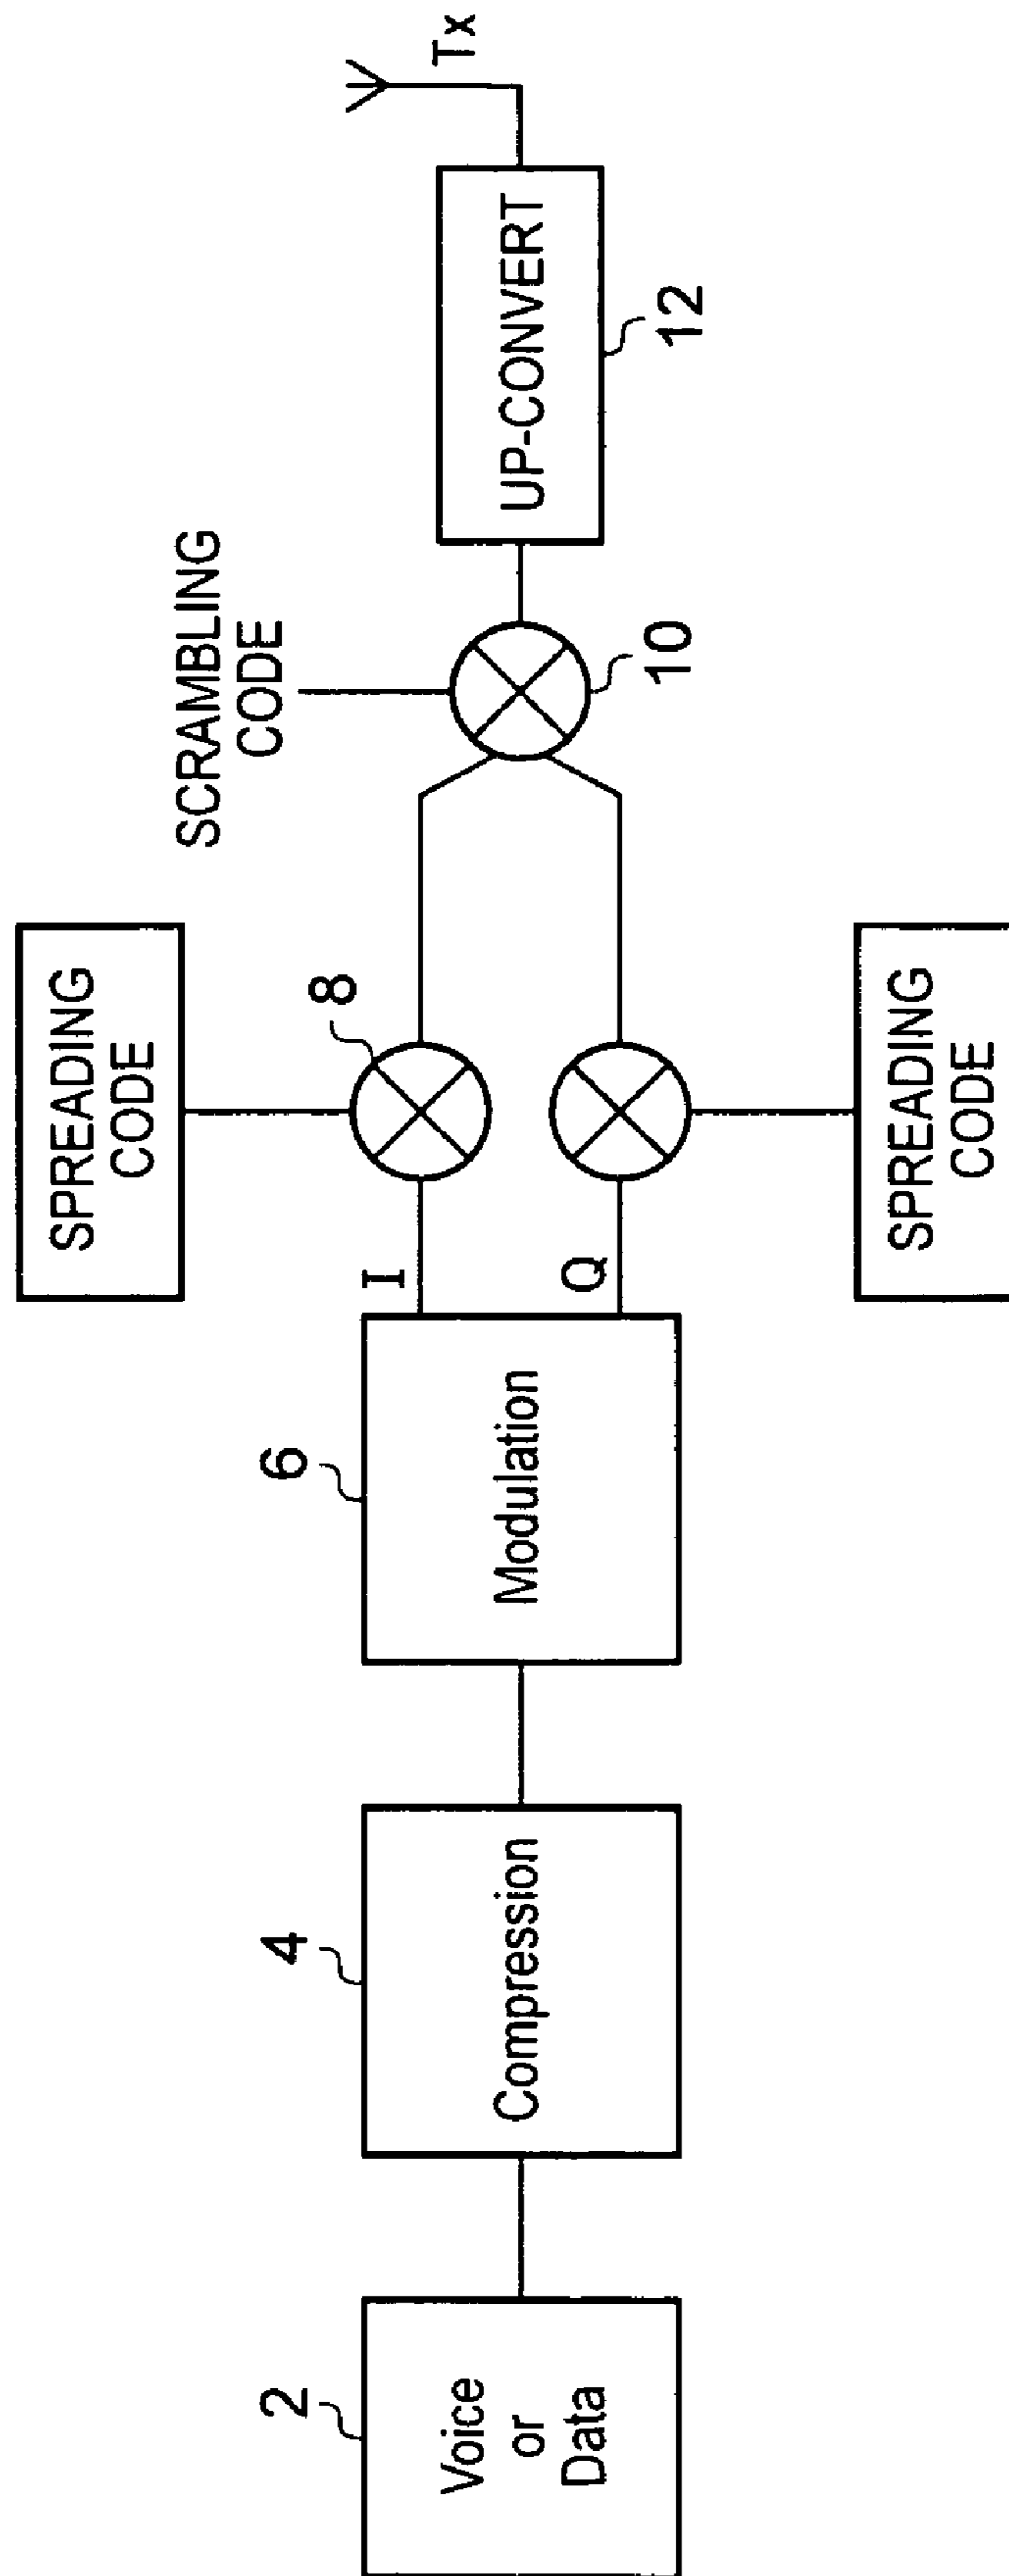 2
Voice
or
Data
4
Compression
6
Modulation
I
Q
SPREADING
CODE
8
SPREADING
CODE
SCRAMBLING
CODE
10
UP-CONVERT
12
Tx